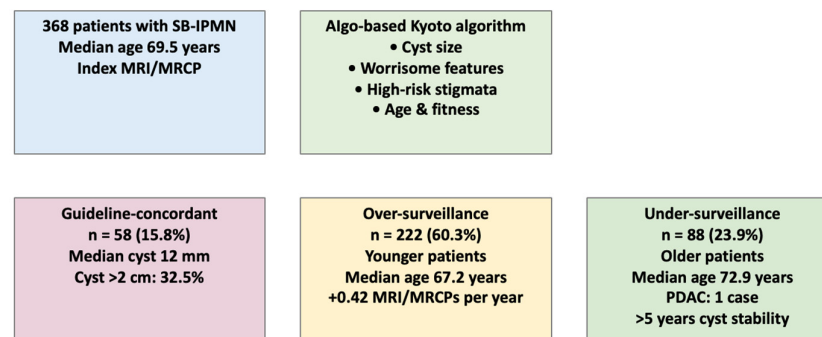 368 patients with SB-IPMN
Median age 69.5 years
Index MRI/MRCP
Algo-based Kyoto algorithm
• Cyst size
• Worrisome features
• High-risk stigmata
• Age & fitness
Guideline-concordant
n = 58 (15.8%)
Median cyst 12 mm
Cyst >2 cm: 32.5%
Over-surveillance
n = 222 (60.3%)
Younger patients
Median age 67.2 years
+0.42 MRI/MRCPs per year
Under-surveillance
n = 88 (23.9%)
Older patients
Median age 72.9 years
PDAC: 1 case
>5 years cyst stability